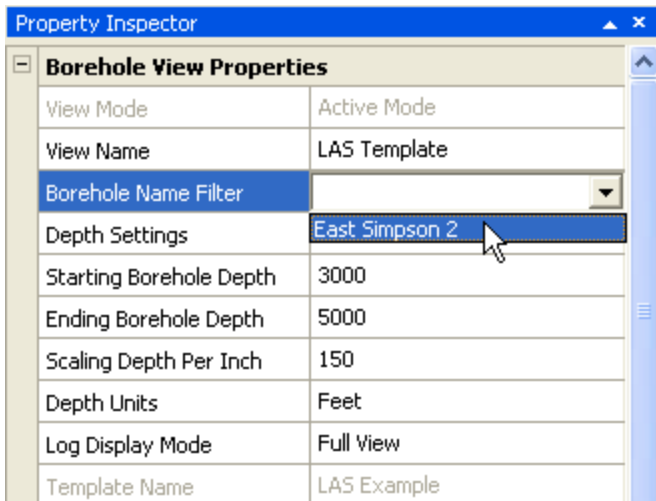 Property Inspector
Borehole View Properties
View Mode Active Mode
View Name LAS Template
Borehole Name Filter
Depth Settings East Simpson 2
Starting Borehole Depth 3000
Ending Borehole Depth 5000
Scaling Depth Per Inch 150
Depth Units Feet
Log Display Mode Full View
Template Name LAS Example